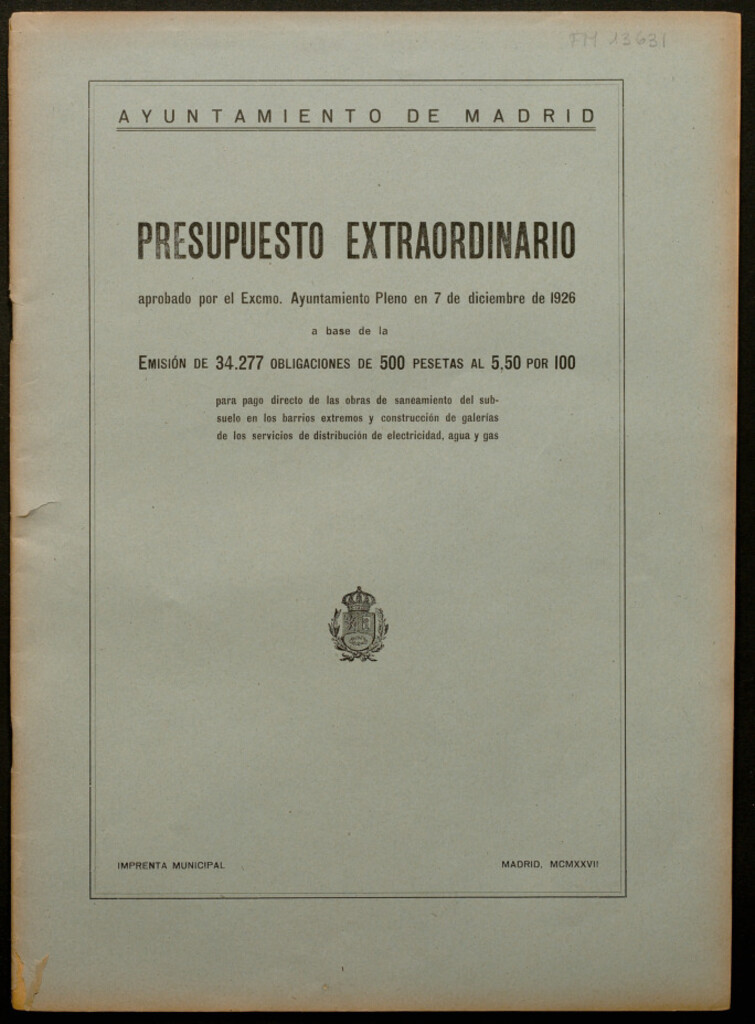 FM 13631
AYUNTAMIENTO DE MADRID
PRESUPUESTO EXTRAORDINARIO
aprobado por el Excmo. Ayuntamiento Pleno en 7 de diciembre de 1926
a base de la
EMISIÓN DE 34.277 OBLIGACIONES DE 500 PESETAS AL 5,50 POR 100
para pago directo de las obras de saneamiento del sub-
suelo en los barrios extremos y construcción de galerías
de los servicios de distribución de electricidad, agua y gas
IMPRENTA MUNICIPAL
MADRID, MCMXXVII